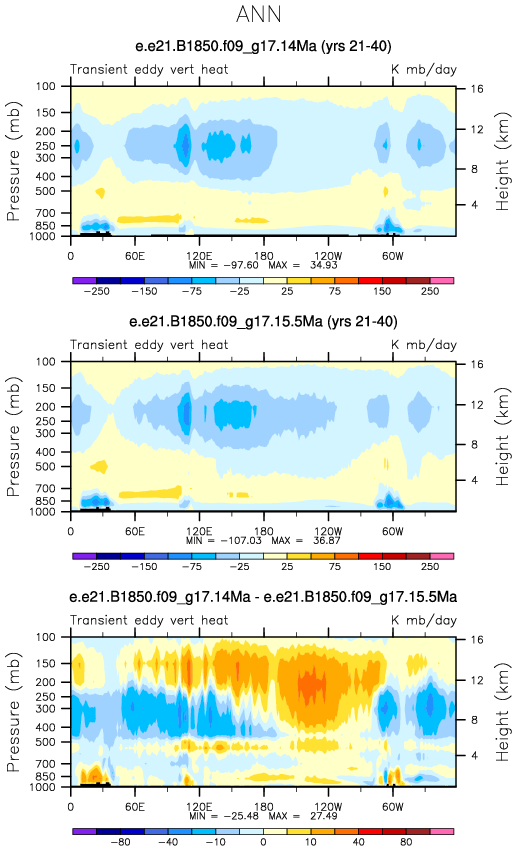 ANN
e.e21.B1850.f09_g17.14Ma (yrs 21-40)
Transient eddy vert heat K mb/day
Pressure (mb)
100
150
200
250
300
400
500
700
850
1000
16
12
8
4
Height (km)
0 60E 120E 180 120W 60W
MIN = -97.60 MAX = 34.93
-250 -150 -75 -25 25 75 150 250
e.e21.B1850.f09_g17.15.5Ma (yrs 21-40)
Transient eddy vert heat K mb/day
Pressure (mb)
100
150
200
250
300
400
500
700
850
1000
16
12
8
4
Height (km)
0 60E 120E 180 120W 60W
MIN = -107.03 MAX = 36.87
-250 -150 -75 -25 25 75 150 250
e.e21.B1850.f09_g17.14Ma - e.e21.B1850.f09_g17.15.5Ma
Transient eddy vert heat K mb/day
Pressure (mb)
100
150
200
250
300
400
500
700
850
1000
16
12
8
4
Height (km)
0 60E 120E 180 120W 60W
MIN = -25.48 MAX = 27.49
-80 -40 -10 0 10 40 80